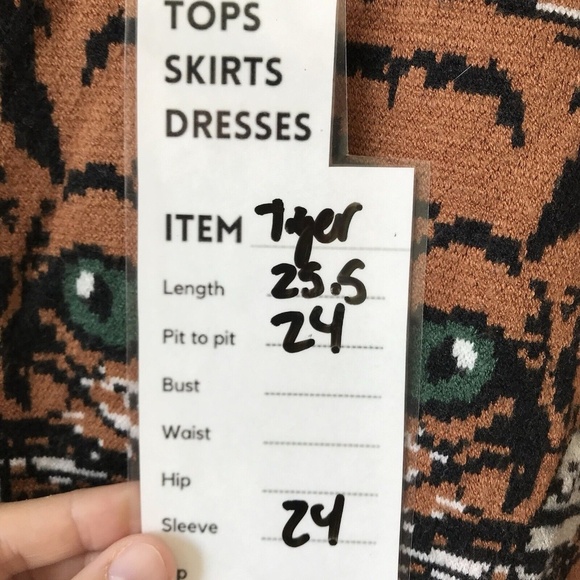 TOPS
SKIRTS
DRESSES
ITEM Tiger
Length 25.5
Pit to pit 24
Bust
Waist
Hip
Sleeve 24